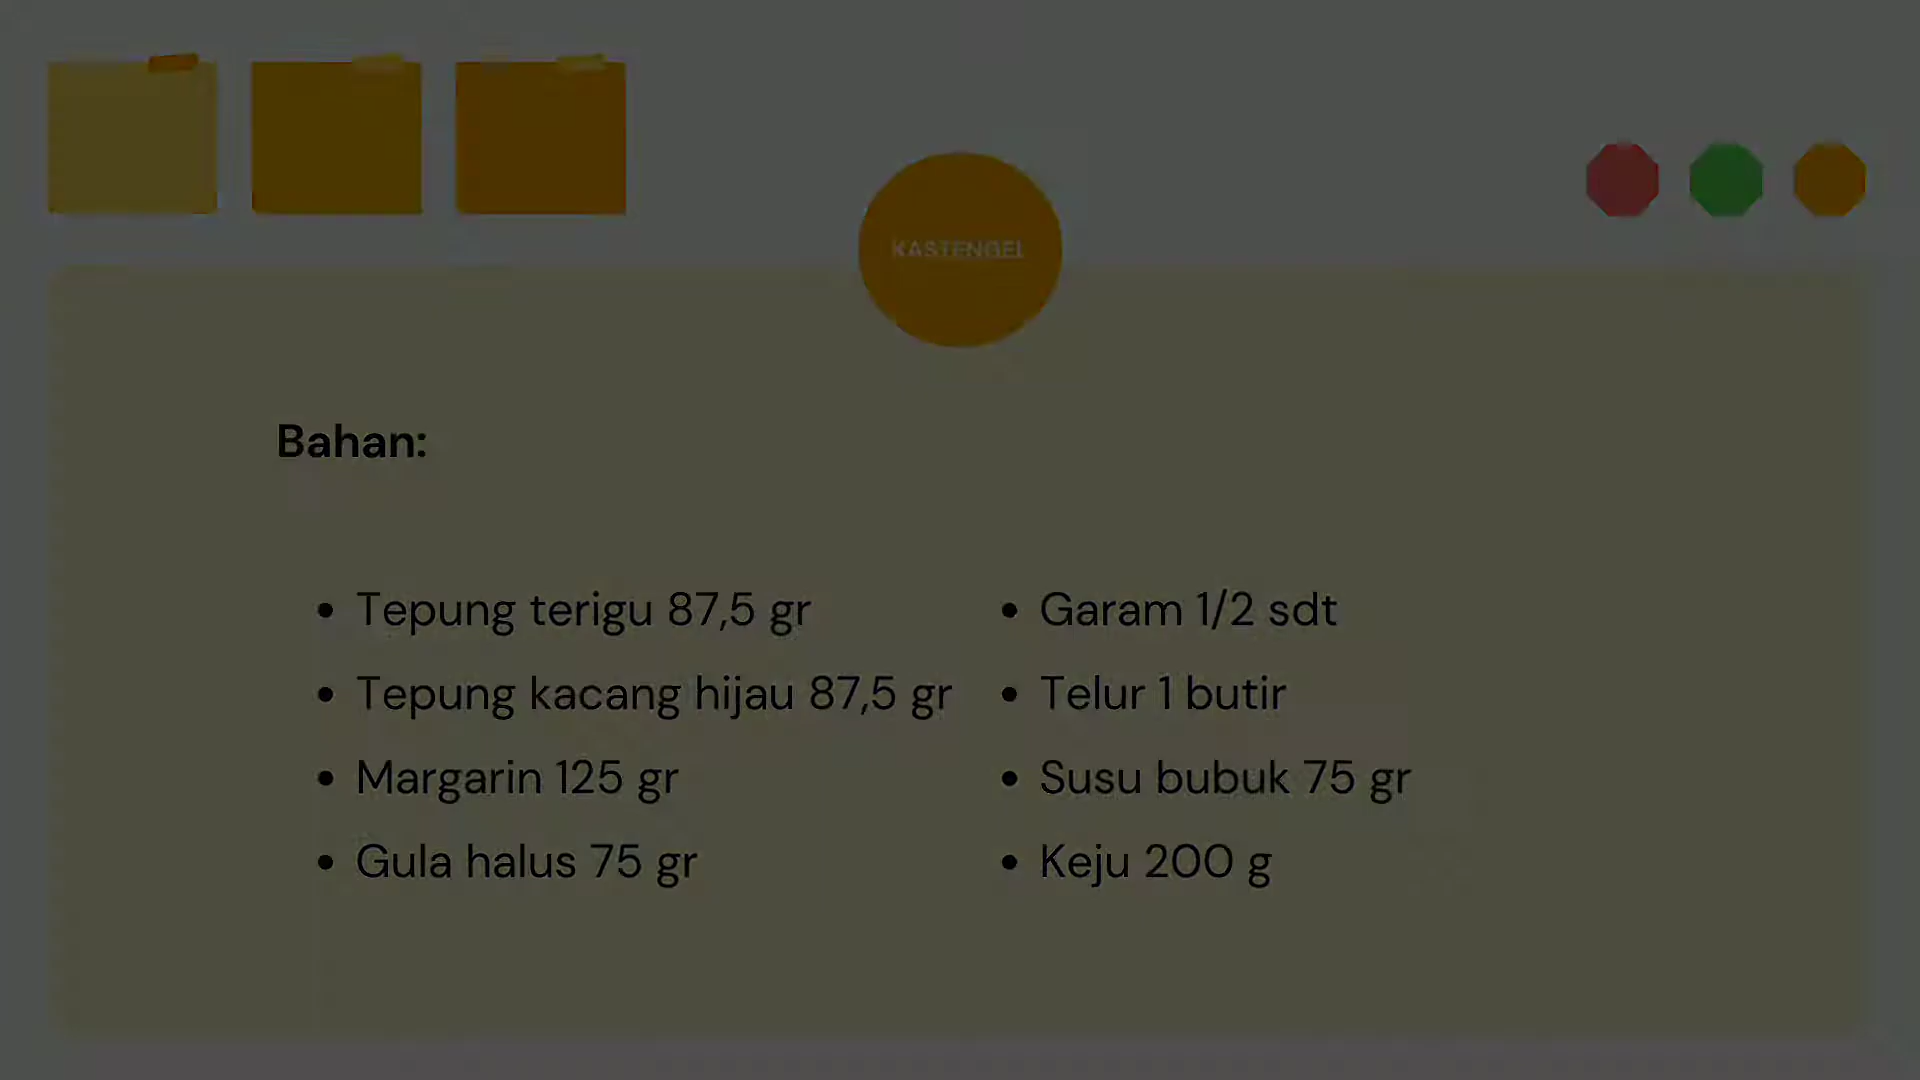 KASTENGEL
Bahan:
• Tepung terigu 87,5 gr
• Tepung kacang hijau 87,5 gr
• Margarin 125 gr
• Gula halus 75 gr
• Garam 1/2 sdt
• Telur 1 butir
• Susu bubuk 75 gr
• Keju 200 g